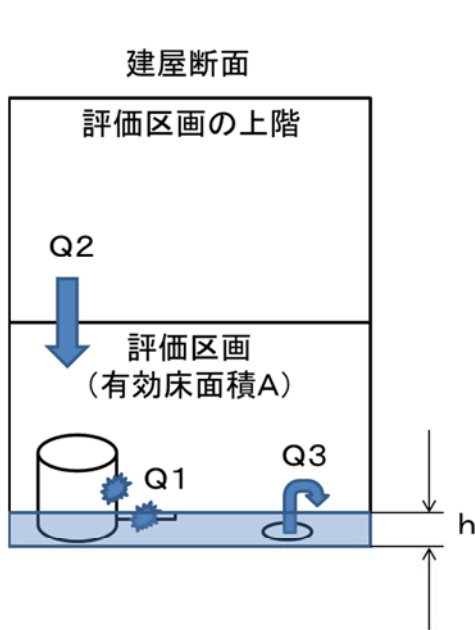 建屋断面
評価区画の上階
Q2
評価区画
（有効床面積A）
Q1
Q3
h